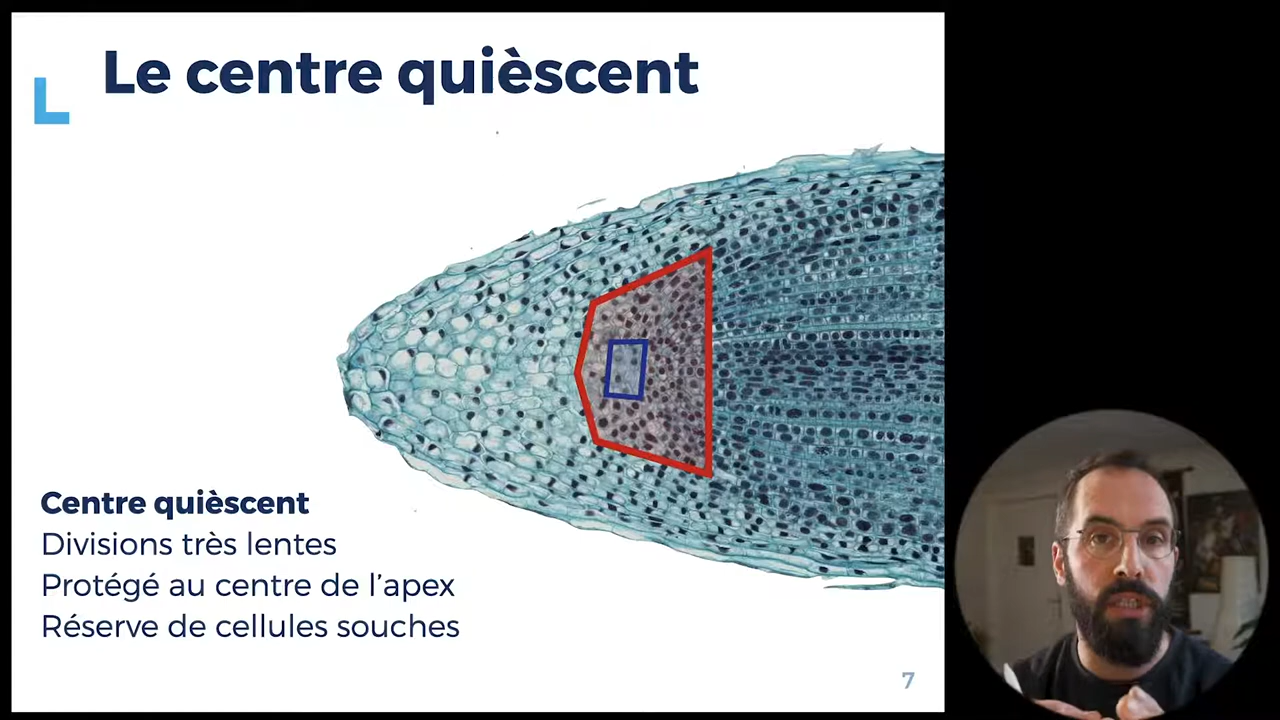 Le centre quièscent
Centre quièscent
Divisions très lentes
Protégé au centre de l'apex
Réserve de cellules souches
7